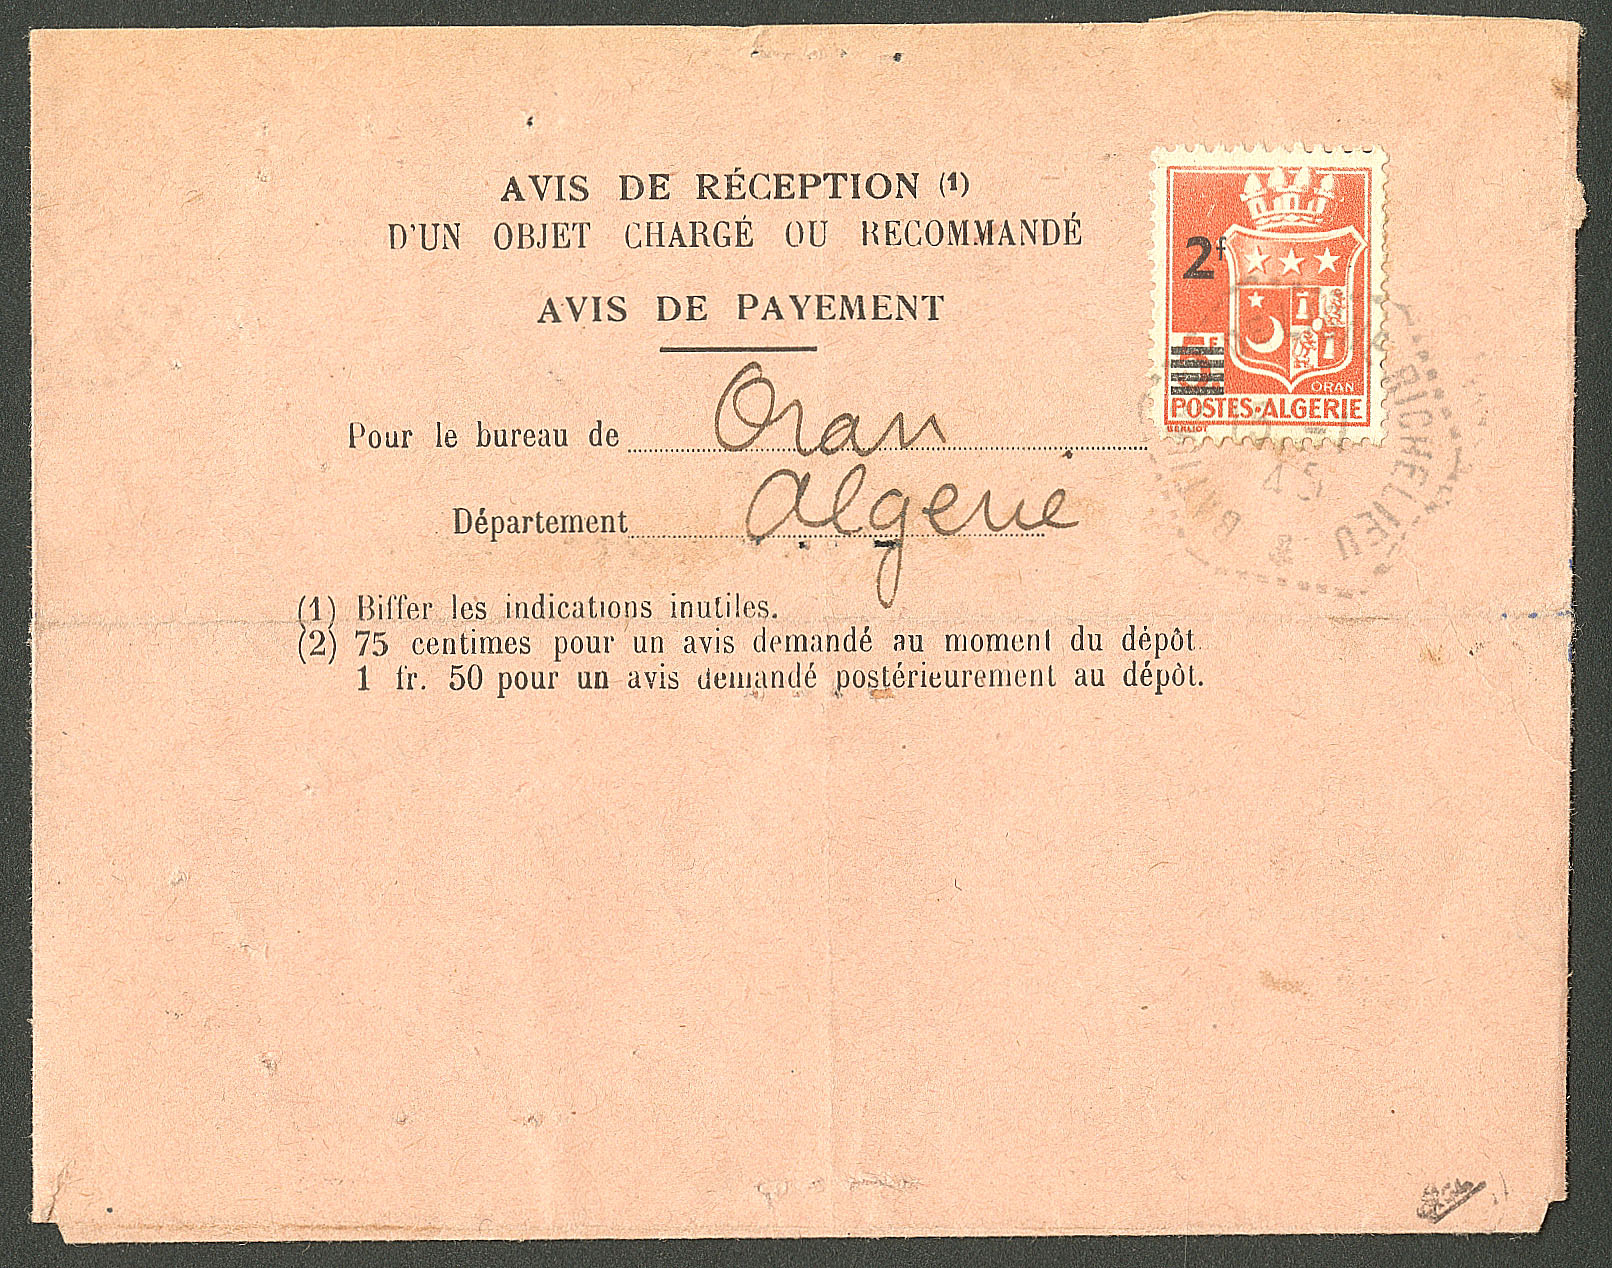 AVIS DE RÉCEPTION (1)
D'UN OBJET CHARGÉ OU RECOMMANDÉ
AVIS DE PAYEMENT
2f
5F
ORAN
POSTES-ALGERIE
RICHELIEU
45
Pour le bureau de Oran
Département Algerie
(1) Biffer les indications inutiles.
(2) 75 centimes pour un avis demandé au moment du dépôt.
1 fr. 50 pour un avis demandé postérieurement au dépôt.